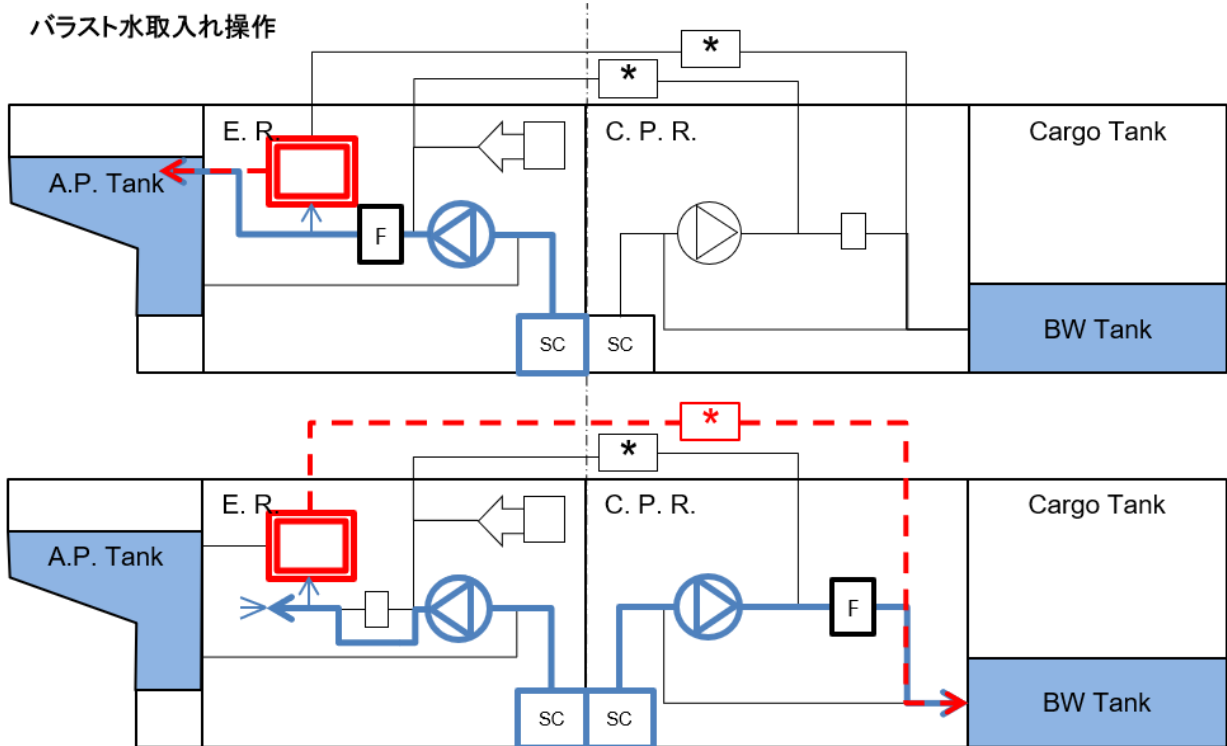 バラスト水取入れ操作
*
*
E. R.
C. P. R.
Cargo Tank
A.P. Tank
F
SC
SC
BW Tank
*
*
E. R.
C. P. R.
Cargo Tank
A.P. Tank
F
SC
SC
BW Tank